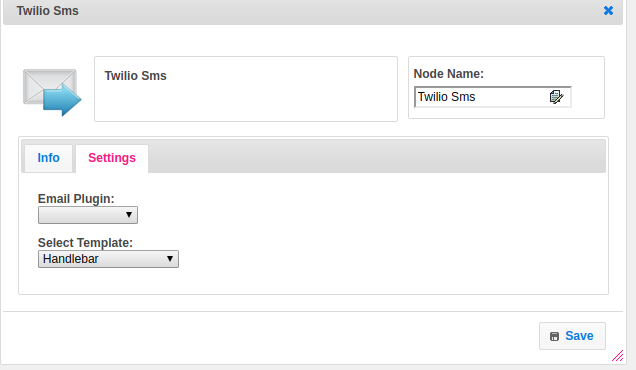 Twilio Sms
Twilio Sms
Node Name:
Twilio Sms
Info
Settings
Email Plugin:
Select Template:
Handlebar
Save